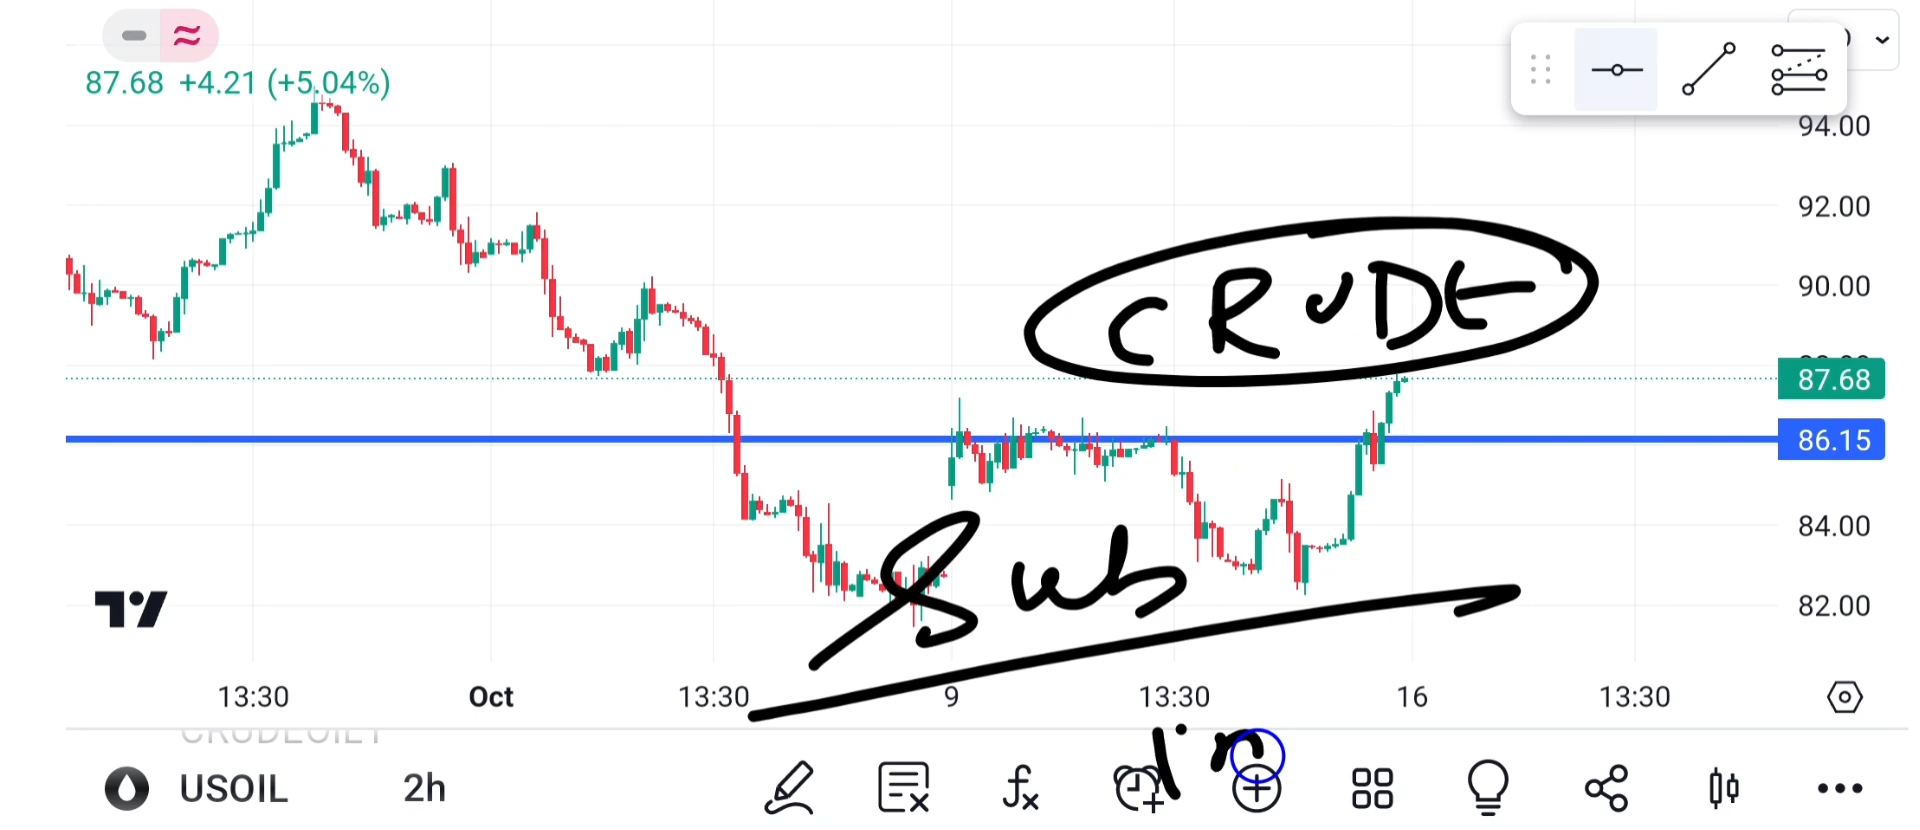 87.68 +4.21 (+5.04%)
94.00
92.00
90.00
CRUDE
87.68
86.15
84.00
Sub
82.00
13:30 Oct 13:30 9 13:30 16 13:30
in
USOIL 2h